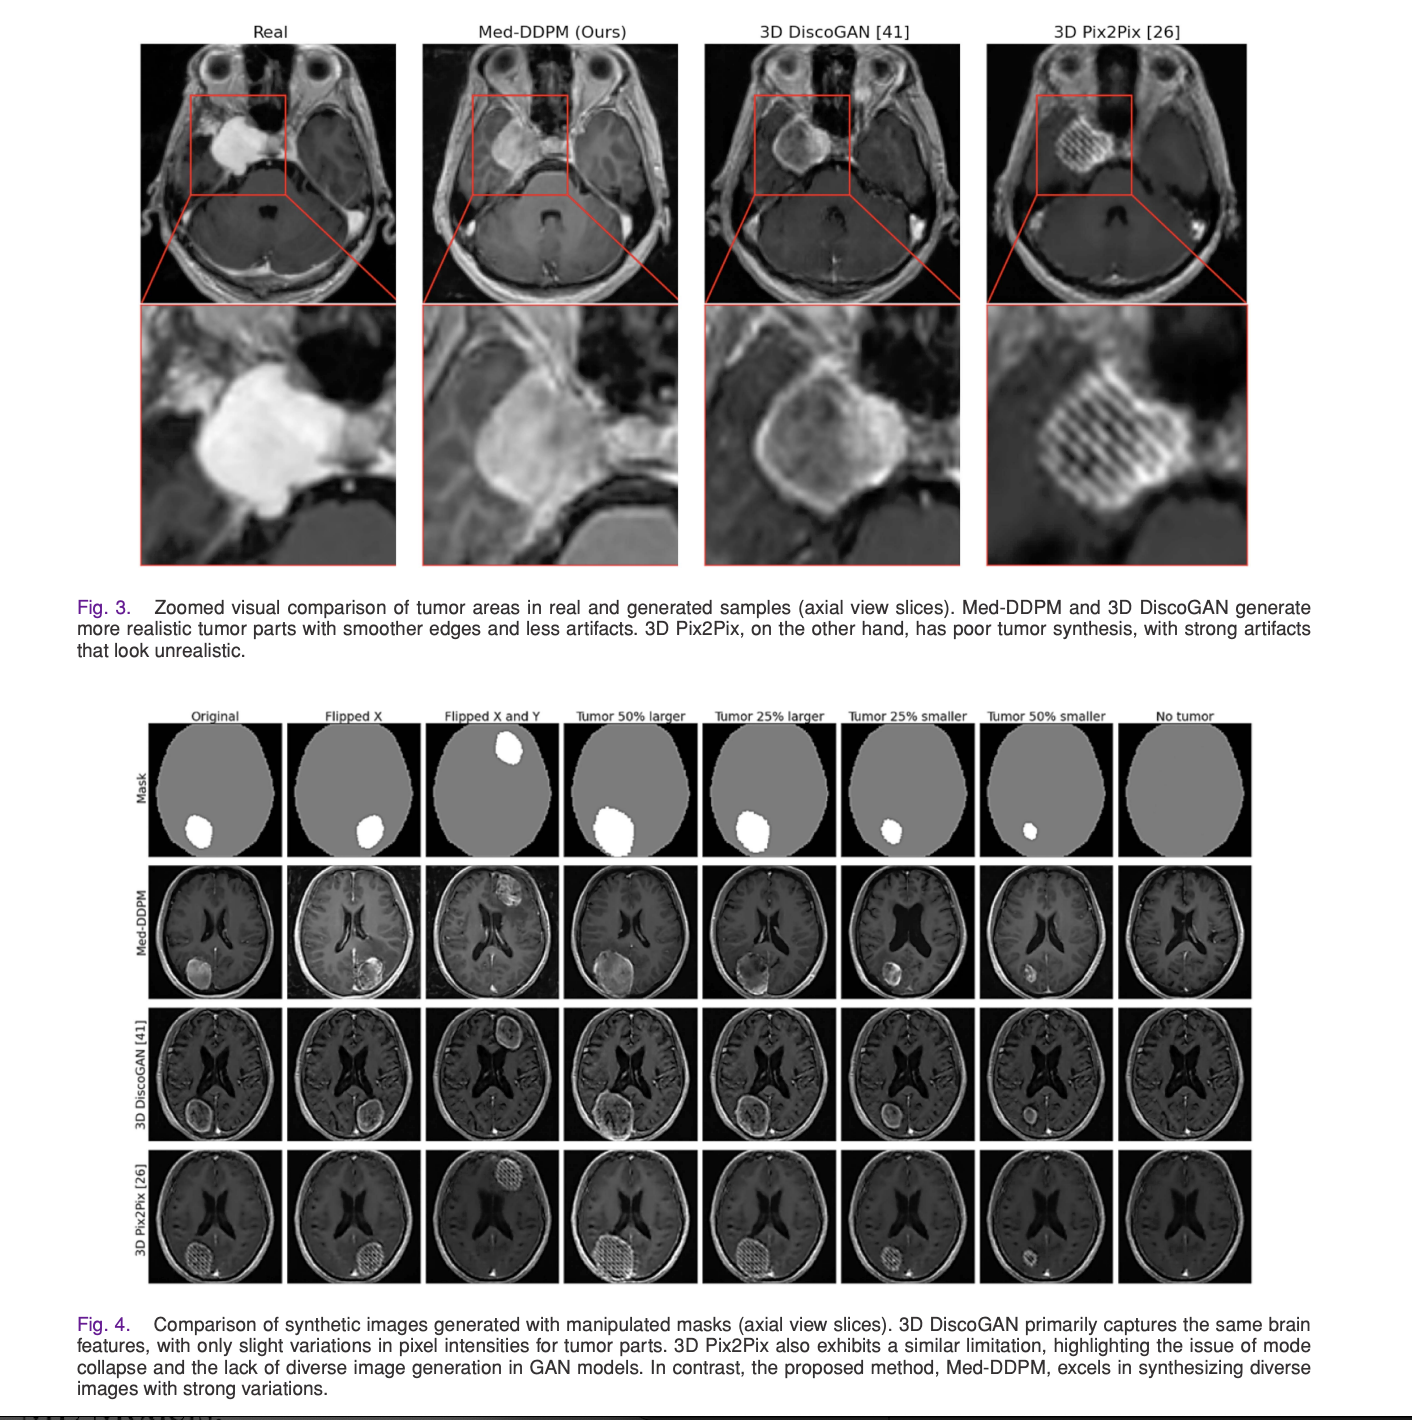 Real Med-DDPM (Ours) 3D DiscoGAN [41] 3D Pix2Pix [26]
Fig. 3. Zoomed visual comparison of tumor areas in real and generated samples (axial view slices). Med-DDPM and 3D DiscoGAN generate
more realistic tumor parts with smoother edges and less artifacts. 3D Pix2Pix, on the other hand, has poor tumor synthesis, with strong artifacts
that look unrealistic.
Original Flipped X Flipped X and Y Tumor 50% larger Tumor 25% larger Tumor 25% smaller Tumor 50% smaller No tumor
Mask
Med-DDPM
3D DiscoGAN [41]
3D Pix2Pix [26]
Fig. 4. Comparison of synthetic images generated with manipulated masks (axial view slices). 3D DiscoGAN primarily captures the same brain
features, with only slight variations in pixel intensities for tumor parts. 3D Pix2Pix also exhibits a similar limitation, highlighting the issue of mode
collapse and the lack of diverse image generation in GAN models. In contrast, the proposed method, Med-DDPM, excels in synthesizing diverse
images with strong variations.